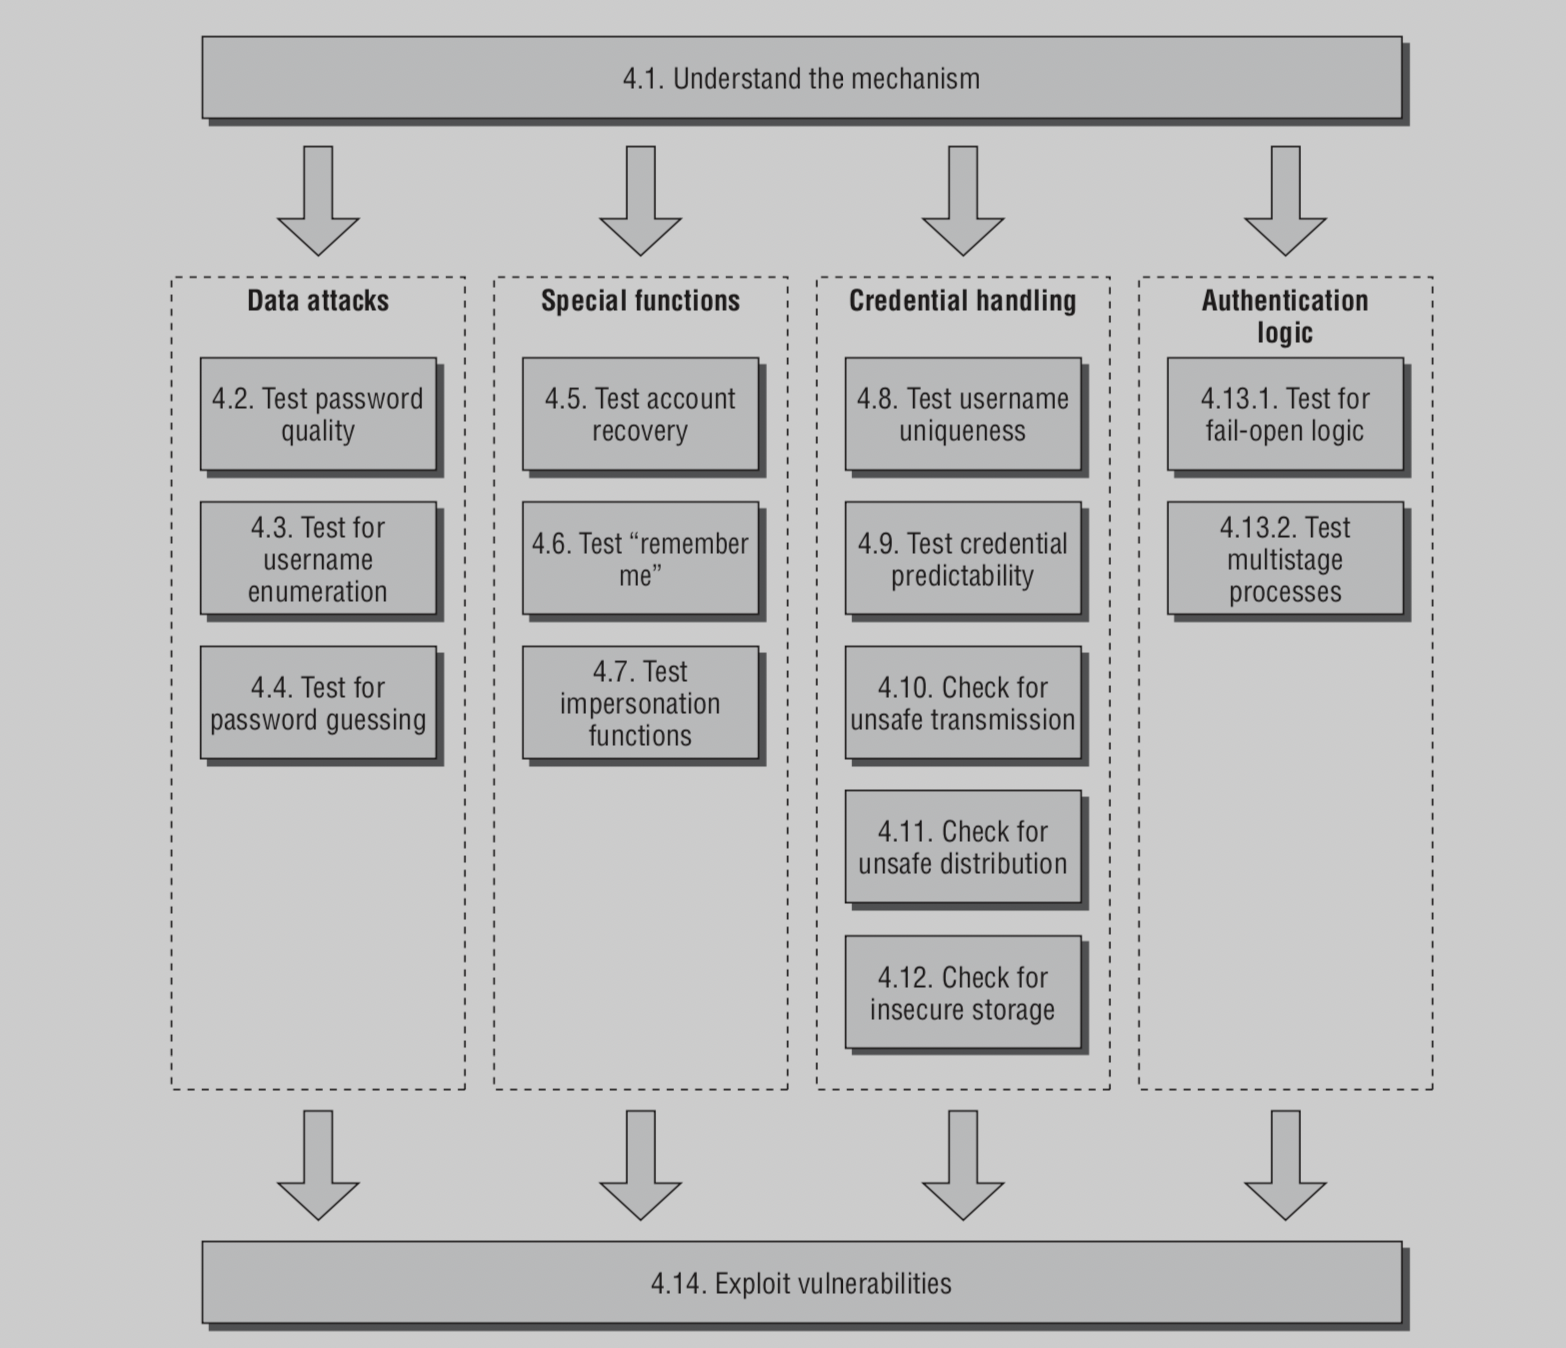 4.1. Understand the mechanism
Data attacks
4.2. Test password
quality
4.3. Test for
username
enumeration
4.4. Test for
password guessing
Special functions
4.5. Test account
recovery
4.6. Test “remember
me”
4.7. Test
impersonation
functions
Credential handling
4.8. Test username
uniqueness
4.9. Test credential
predictability
4.10. Check for
unsafe transmission
4.11. Check for
unsafe distribution
4.12. Check for
insecure storage
Authentication
logic
4.13.1. Test for
fail-open logic
4.13.2. Test
multistage
processes
4.14. Exploit vulnerabilities